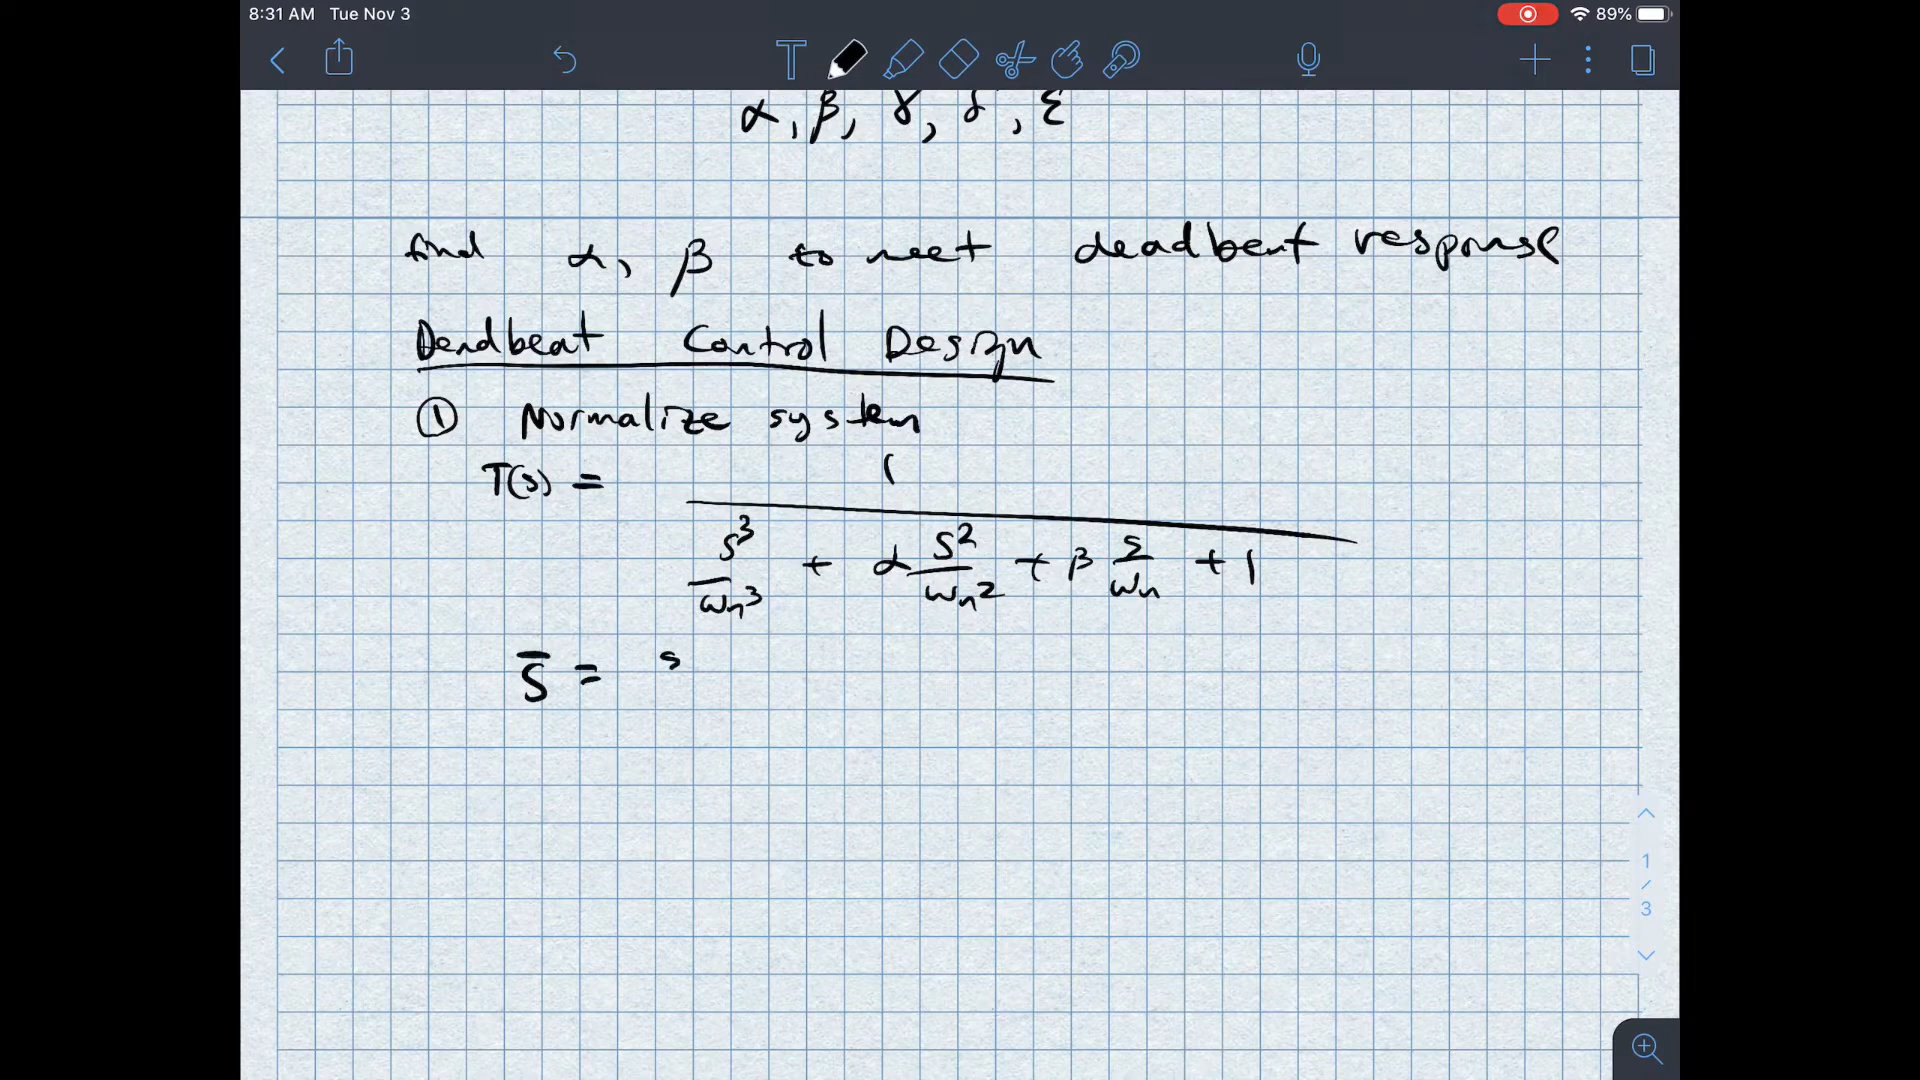 8:31 AM Tue Nov 3
89%
T
α, β, γ, δ, ε
find α, β to meet deadbeat response
Deadbeat Control Design
① Normalize system
T(s) = 1
s³/ωn³ + α s²/ωn² + β s/ωn + 1
s̄ = s
1
/
3